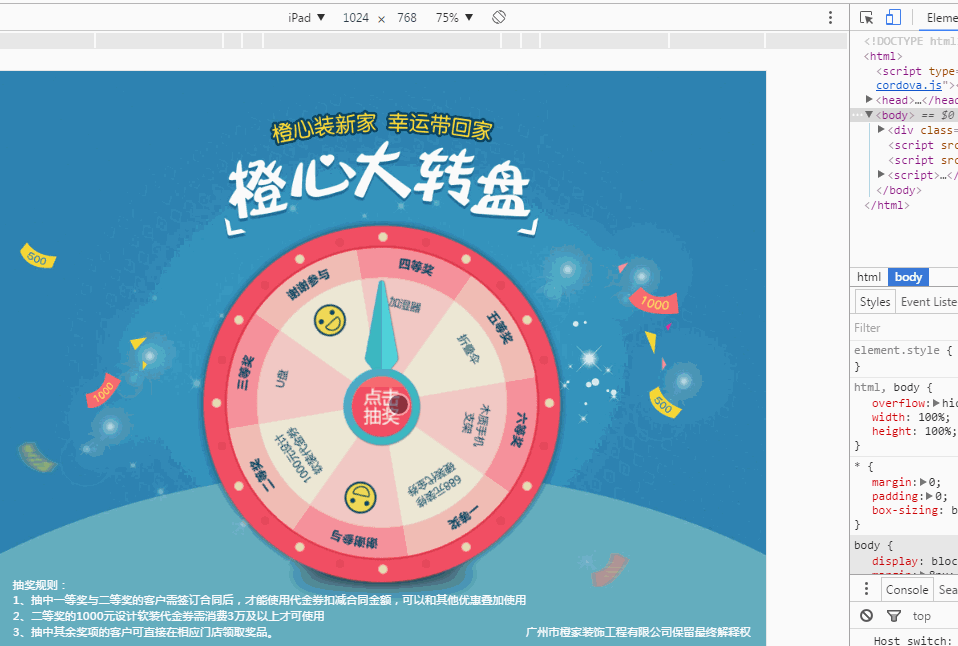 iPad ▼ 1024 × 768 75% ▼
Eleme
<!DOCTYPE html
<html>
<script type=
cordova.js"><
▶<head>…</head
···▼<body> == $0
▶<div class=
<script src
<script src
▶<script>…</
</body>
</html>
橙心装新家 幸运带回家
橙心大转盘
500
1000
1000
500
谢谢参与
四等奖
五等奖
折叠伞
六等奖
木质手机
支架
一等奖
688元装修
硬装代金券
谢谢参与
二等奖
1000元设计
软装代金券
三等奖
U盘
点击
抽奖
抽奖规则：
1、抽中一等奖与二等奖的客户需签订合同后，才能使用代金券扣减合同金额，可以和其他优惠叠加使用
2、二等奖的1000元设计软装代金券需消费3万及以上才可使用
3、抽中其余奖项的客户可直接在相应门店领取奖品。
广州市橙家装饰工程有限公司保留最终解释权
html body
Styles Event Liste
Filter
element.style {
}
html, body {
overflow:▶hid
width: 100%;
height: 100%;
}
* {
margin:▶0;
padding:▶0;
box-sizing: b
}
body {
display: bloc
Console Sea
top
Host switch: